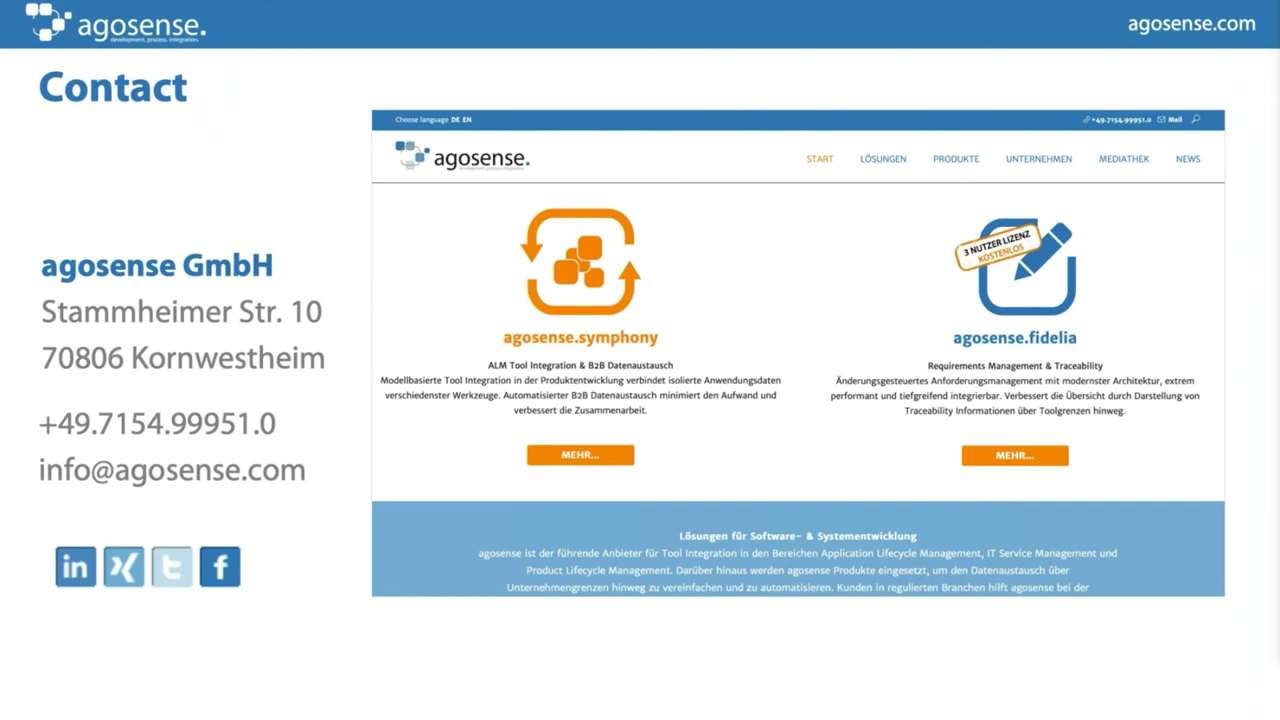 agosense.
development. process. integration.
agosense.com
Contact
agosense GmbH
Stammheimer Str. 10
70806 Kornwestheim
+49.7154.99951.0
info@agosense.com
in
t
f
Choose language DE EN
+49.7154.99951.0 Mail
agosense.
START LÖSUNGEN PRODUKTE UNTERNEHMEN MEDIATHEK NEWS
agosense.symphony
ALM Tool Integration & B2B Datenaustausch
Modellbasierte Tool Integration in der Produktentwicklung verbindet isolierte Anwendungsdaten
verschiedenster Werkzeuge. Automatisierter B2B Datenaustausch minimiert den Aufwand und
verbessert die Zusammenarbeit.
MEHR...
3 NUTZER LIZENZ
KOSTENLOS
agosense.fidelia
Requirements Management & Traceability
Änderungsgesteuertes Anforderungsmanagement mit modernster Architektur, extrem
performant und tiefgreifend integrierbar. Verbessert die Übersicht durch Darstellung von
Traceability Informationen über Toolgrenzen hinweg.
MEHR...
Lösungen für Software- & Systementwicklung
agosense ist der führende Anbieter für Tool Integration in den Bereichen Application Lifecycle Management, IT Service Management und
Product Lifecycle Management. Darüber hinaus werden agosense Produkte eingesetzt, um den Datenaustausch über
Unternehmengrenzen hinweg zu vereinfachen und zu automatisieren. Kunden in regulierten Branchen hilft agosense bei der